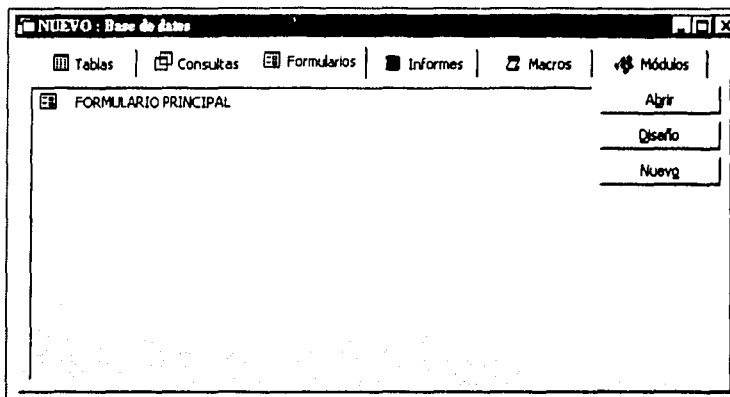 NUEVO : Base de datos
Tablas Consultas Formularios Informes Macros Módulos
FORMULARIO PRINCIPAL
Abrir
Diseño
Nuevo